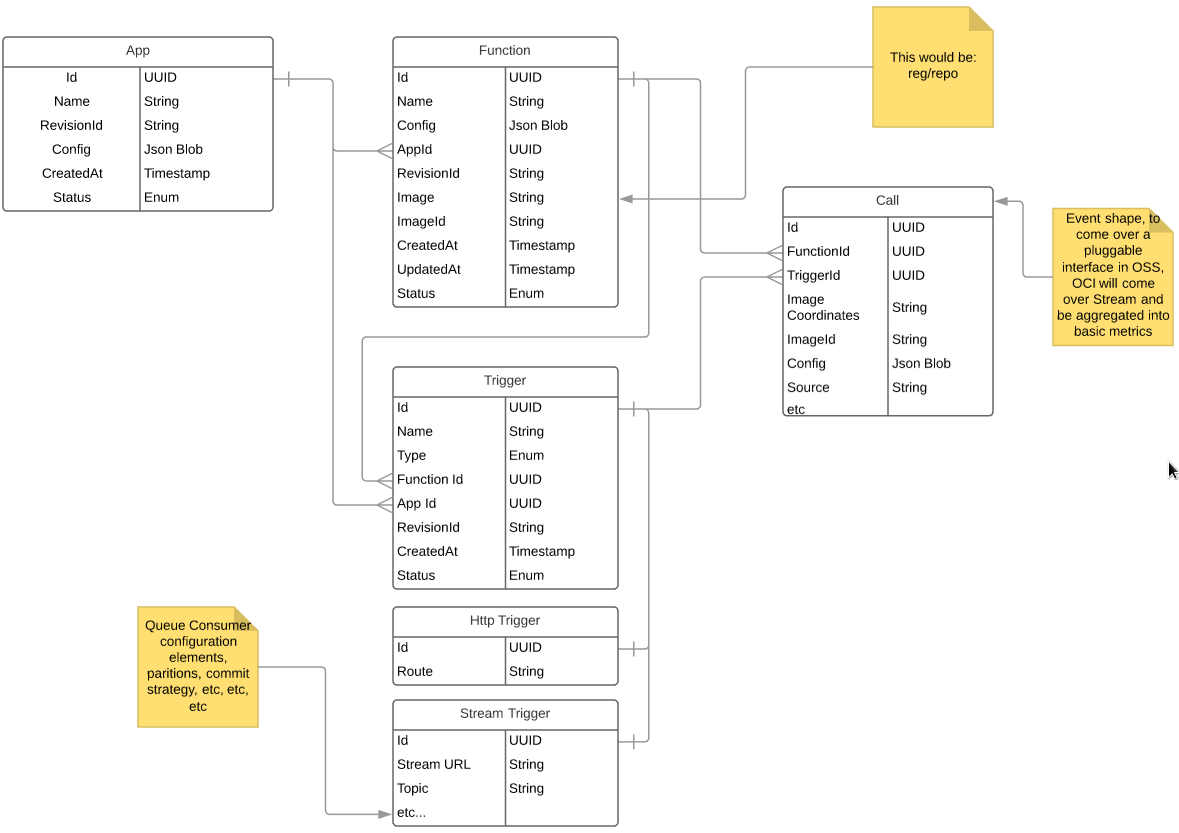 App
Id UUID
Name String
RevisionId String
Config Json Blob
CreatedAt Timestamp
Status Enum
Function
Id UUID
Name String
Config Json Blob
AppId UUID
RevisionId String
Image String
ImageId String
CreatedAt Timestamp
UpdatedAt Timestamp
Status Enum
This would be:
reg/repo
Call
Id UUID
FunctionId UUID
TriggerId UUID
Image
Coordinates String
ImageId String
Config Json Blob
Source String
etc
Event shape, to
come over a
pluggable
interface in OSS,
OCI will come
over Stream and
be aggregated into
basic metrics
Trigger
Id UUID
Name String
Type Enum
Function Id UUID
App Id UUID
RevisionId String
CreatedAt Timestamp
Status Enum
Http Trigger
Id UUID
Route String
Queue Consumer
configuration
elements,
paritions, commit
strategy, etc, etc,
etc
Stream Trigger
Id UUID
Stream URL String
Topic String
etc...